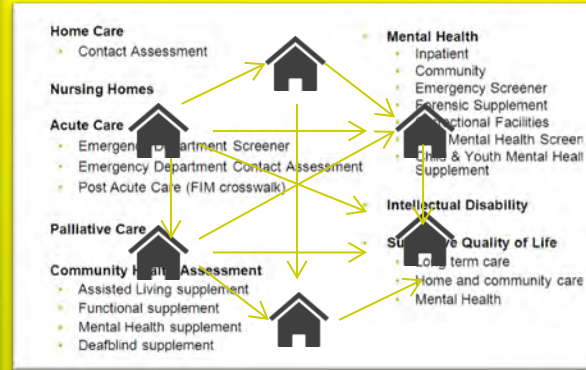 Home Care
Contact Assessment
Nursing Homes
Acute Care
Emergency Department Screener
Emergency Department Contact Assessment
Post Acute Care (FIM crosswalk)
Palliative Care
Community Health Assessment
Assisted Living supplement
Functional supplement
Mental Health supplement
Deafblind supplement
Mental Health
Inpatient
Community
Emergency Screener
Forensic Supplement
Correctional Facilities
Mental Health Screen
Child & Youth Mental Heal
Supplement
Intellectual Disability
Subjective Quality of Life
Long term care
Home and community care
Mental Health